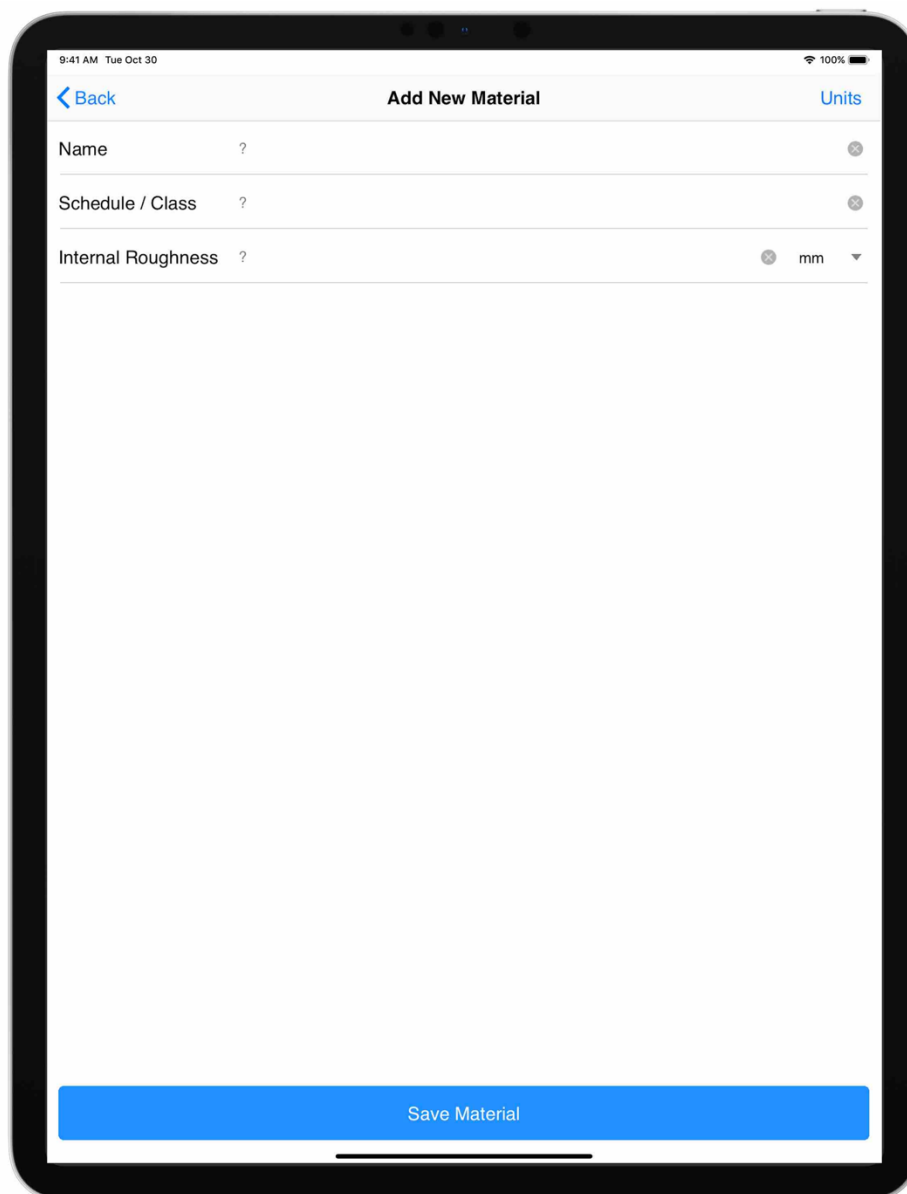 9:41 AM Tue Oct 30 100%
Back Add New Material Units
Name ?
Schedule / Class ?
Internal Roughness ? mm
Save Material